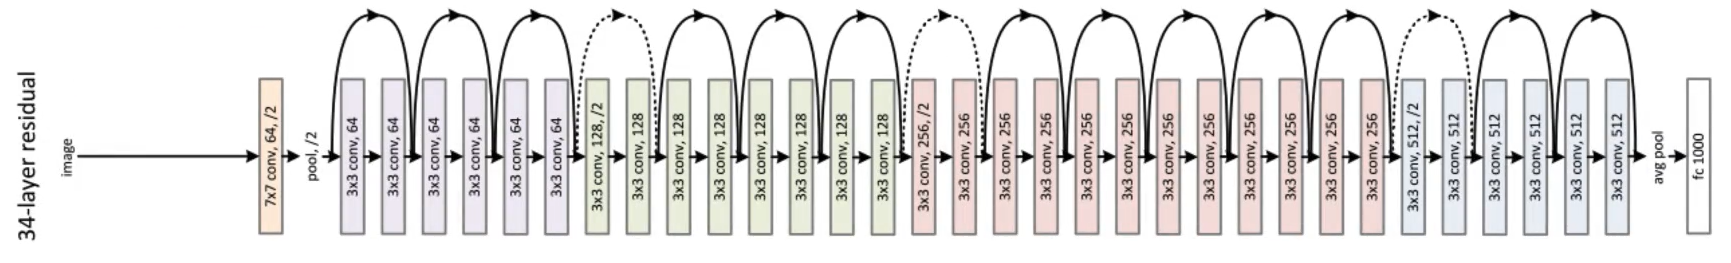 34-layer residual
image
7x7 conv, 64, /2
pool, /2
3x3 conv, 64
3x3 conv, 64
3x3 conv, 64
3x3 conv, 64
3x3 conv, 64
3x3 conv, 64
3x3 conv, 128, /2
3x3 conv, 128
3x3 conv, 128
3x3 conv, 128
3x3 conv, 128
3x3 conv, 128
3x3 conv, 128
3x3 conv, 128
3x3 conv, 256, /2
3x3 conv, 256
3x3 conv, 256
3x3 conv, 256
3x3 conv, 256
3x3 conv, 256
3x3 conv, 256
3x3 conv, 256
3x3 conv, 256
3x3 conv, 256
3x3 conv, 256
3x3 conv, 256
3x3 conv, 512, /2
3x3 conv, 512
3x3 conv, 512
3x3 conv, 512
3x3 conv, 512
3x3 conv, 512
avg pool
fc 1000